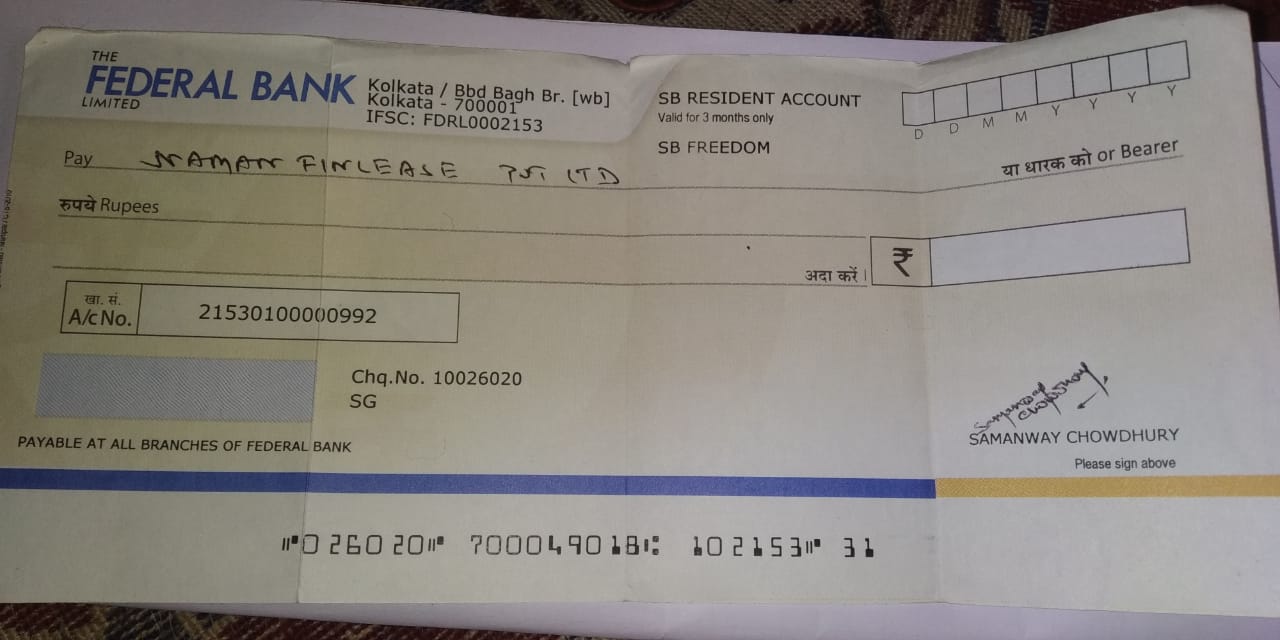 THE
FEDERAL BANK
LIMITED
Kolkata / Bbd Bagh Br. [wb]
Kolkata - 700001
IFSC: FDRL0002153
SB RESIDENT ACCOUNT
Valid for 3 months only
SB FREEDOM
D D M M Y Y Y Y
Pay NAMAN FINLEASE PVT LTD
या धारक को or Bearer
रुपये Rupees
अदा करें।
₹
खा. सं.
A/c No.
21530100000992
Chq.No. 10026020
SG
Samanway
Chowdhury
SAMANWAY CHOWDHURY
Please sign above
PAYABLE AT ALL BRANCHES OF FEDERAL BANK
⑈026020⑈ 700049018⑆ 102153⑈ 31